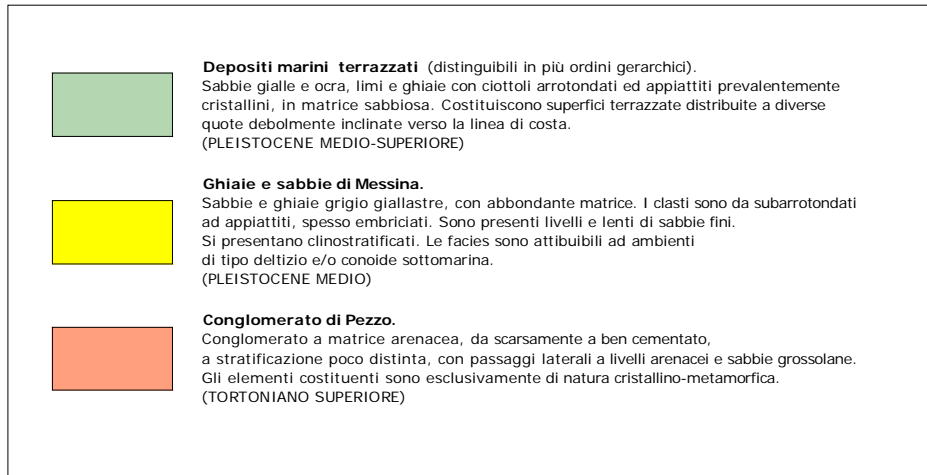 Depositi marini terrazzati (distinguibili in più ordini gerarchici).
Sabbie gialle e ocra, limi e ghiaie con ciottoli arrotondati ed appiattiti prevalentemente
cristallini, in matrice sabbiosa. Costituiscono superfici terrazzate distribuite a diverse
quote debolmente inclinate verso la linea di costa.
(PLEISTOCENE MEDIO-SUPERIORE)
Ghiaie e sabbie di Messina.
Sabbie e ghiaie grigio giallastre, con abbondante matrice. I clasti sono da subarrotondati
ad appiattiti, spesso embriciati. Sono presenti livelli e lenti di sabbie fini.
Si presentano clinostratificati. Le facies sono attibuibili ad ambienti
di tipo deltizio e/o conoide sottomarina.
(PLEISTOCENE MEDIO)
Conglomerato di Pezzo.
Conglomerato a matrice arenacea, da scarsamente a ben cementato,
a stratificazione poco distinta, con passaggi laterali a livelli arenacei e sabbie grossolane.
Gli elementi costituenti sono esclusivamente di natura cristallino-metamorfica.
(TORTONIANO SUPERIORE)